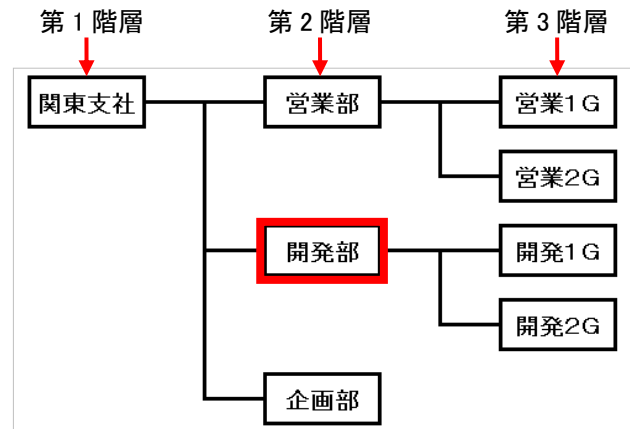 第1階層 第2階層 第3階層
関東支社 営業部 営業1G
営業2G
開発部 開発1G
開発2G
企画部